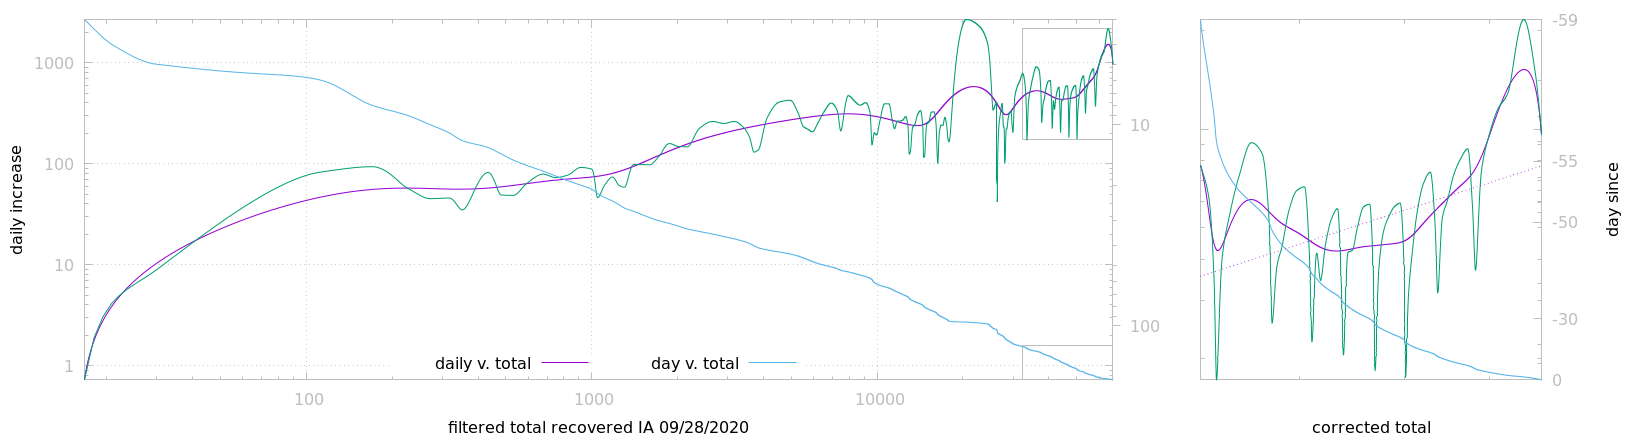 daily increase
1000
100
10
1
daily v. total
day v. total
100 1000 10000
filtered total recovered IA 09/28/2020
10
100
-59
-55
-50
-30
0
day since
corrected total